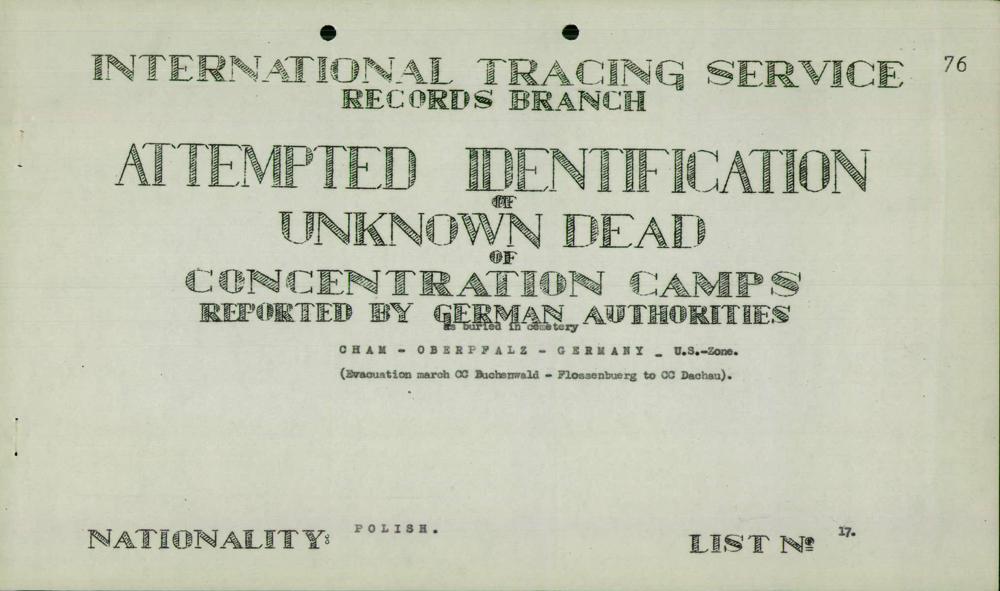 76
INTERNATIONAL TRACING SERVICE
RECORDS BRANCH
ATTEMPTED IDENTIFICATION
OF
UNKNOWN DEAD
OF
CONCENTRATION CAMPS
REPORTED BY GERMAN AUTHORITIES
as buried in cemetery
CHAM - OBERPFALZ - GERMANY - U.S.-Zone.
(Evacuation march CC Buchenwald - Flossenbuerg to CC Dachau).
NATIONALITY: POLISH.
LIST Nº 17.